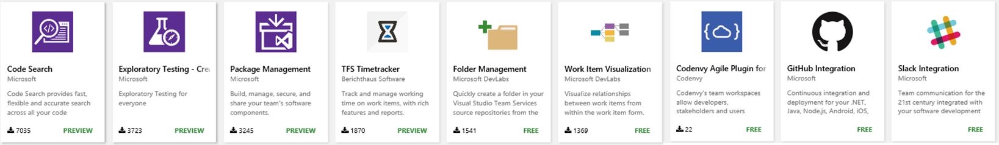 Code Search
Microsoft
Code Search provides fast,
flexible and accurate search
across all your code
7035 PREVIEW
Exploratory Testing - Cre
Microsoft
Exploratory Testing for
everyone
3723 PREVIEW
Package Management
Microsoft
Build, manage, secure, and
share your team's software
components.
3245 PREVIEW
TFS Timetracker
Berichthaus Software
Track and manage working
time on work items, with rich
features and reports.
1870 PREVIEW
Folder Management
Microsoft DevLabs
Quickly create a folder in your
Visual Studio Team Services
source repositories from the
1541 FREE
Work Item Visualization
Microsoft DevLabs
Visualize relationships
between work items from
within the work item form.
1369 FREE
Codenvy Agile Plugin for
Codenvy
Codenvy's team workspaces
allow developers,
stakeholders and users
22 FREE
GitHub Integration
Microsoft
Continuous integration and
deployment for your .NET,
Java, Node.js, Android, iOS,
FREE
Slack Integration
Microsoft
Team communication for the
21st century integrated with
your software development
FREE